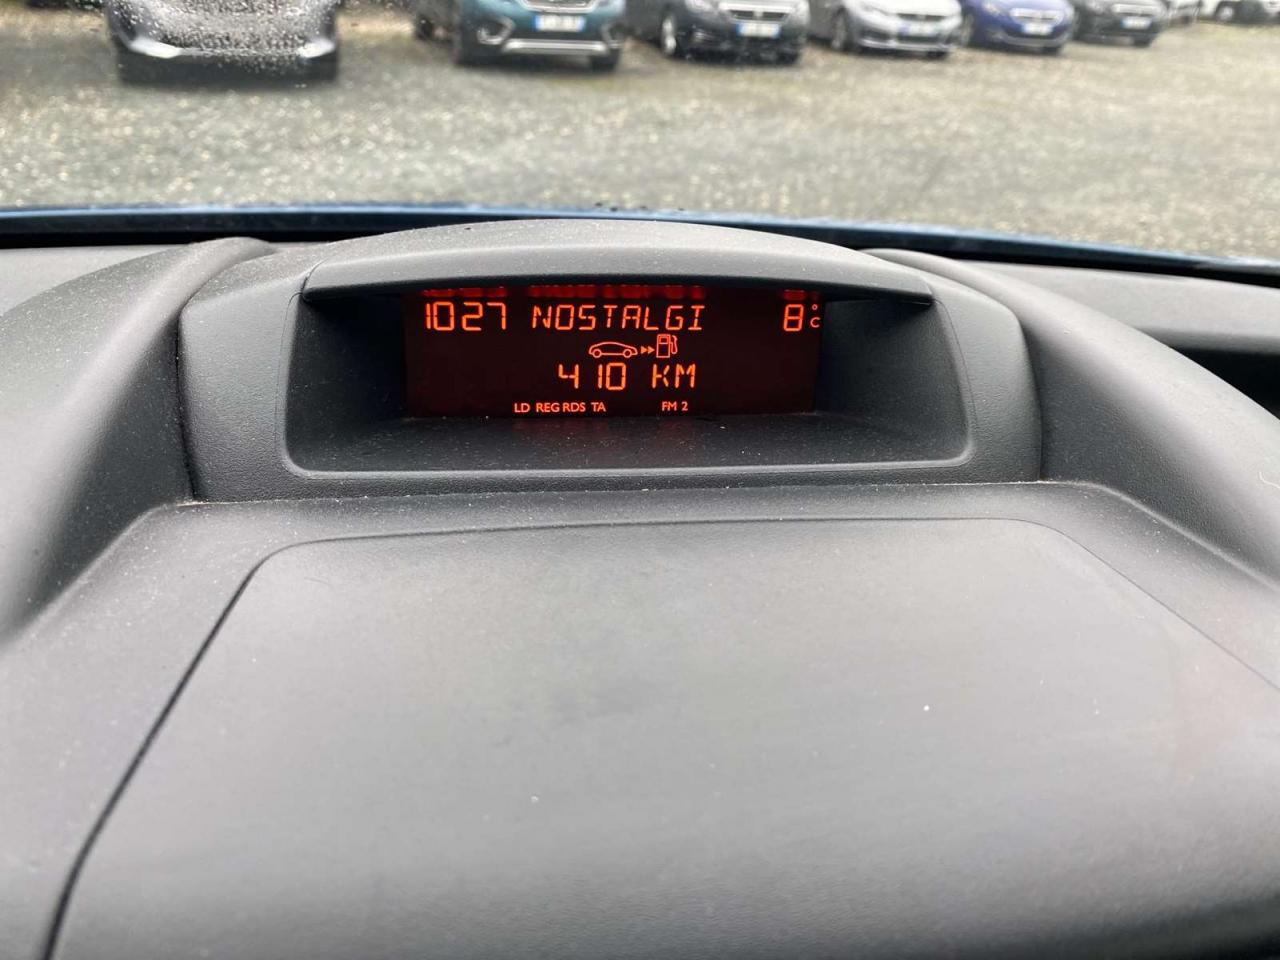 1027 NOSTALGI 8°C
410 KM
LD REG RDS TA FM 2